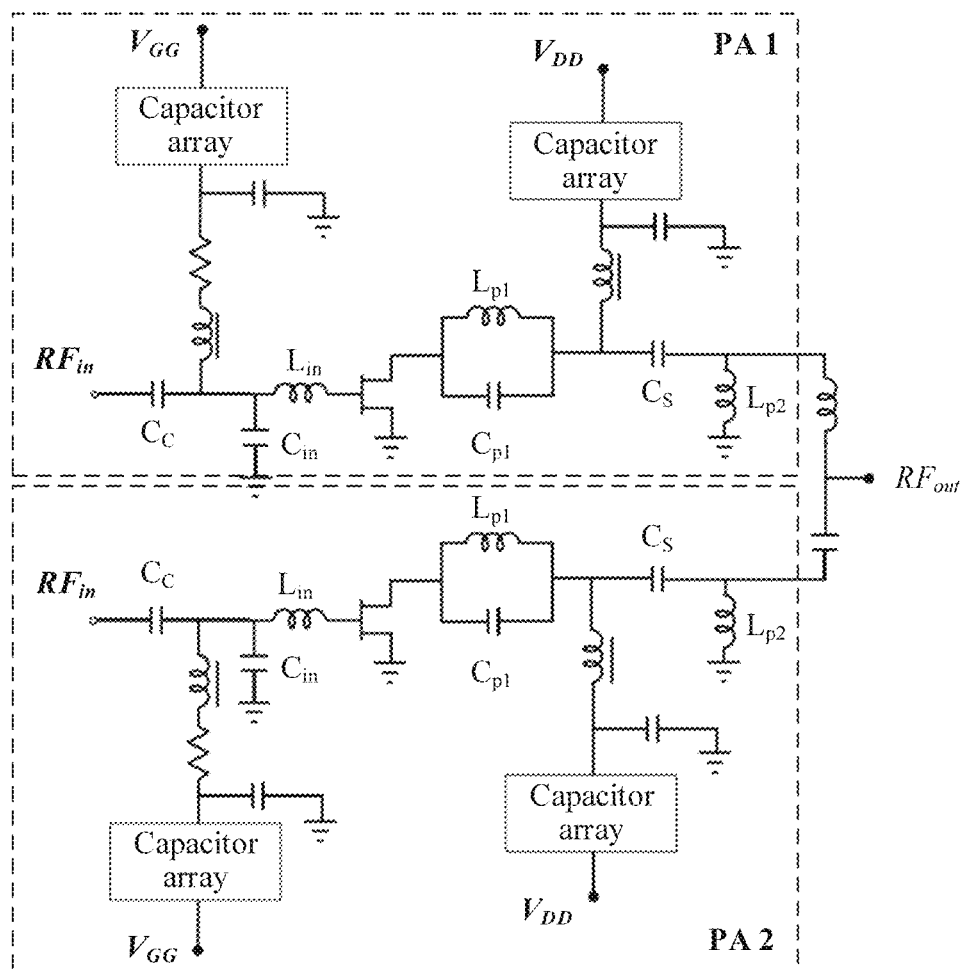 PA 1
V_GG
V_DD
Capacitor
array
Capacitor
array
L_p1
RF_in
L_in
C_S
L_p2
C_C
C_in
C_p1
RF_out
L_p1
C_S
RF_in
C_C
L_in
L_p2
C_in
C_p1
Capacitor
array
Capacitor
array
V_DD
V_GG
PA 2